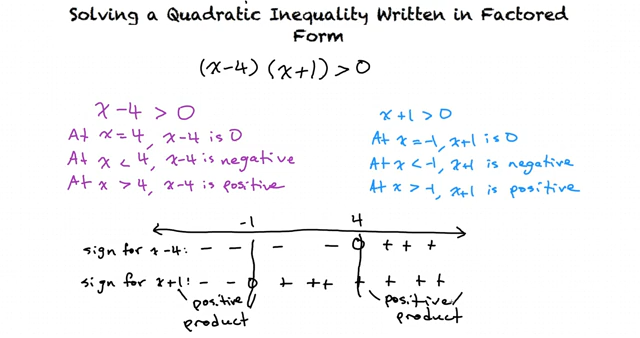 Solving a Quadratic Inequality Written in Factored
Form
(x-4) (x+1) > 0
x-4 > 0
At x=4, x-4 is 0
At x < 4, x-4 is negative
At x > 4, x-4 is positive
x+1 > 0
At x=-1, x+1 is 0
At x < -1, x+1 is negative
At x > -1, x+1 is positive
-1 4
sign for x-4: - - - - 0 + + +
sign for x+1: - - 0 + ++ + + + +
positive product
positive product